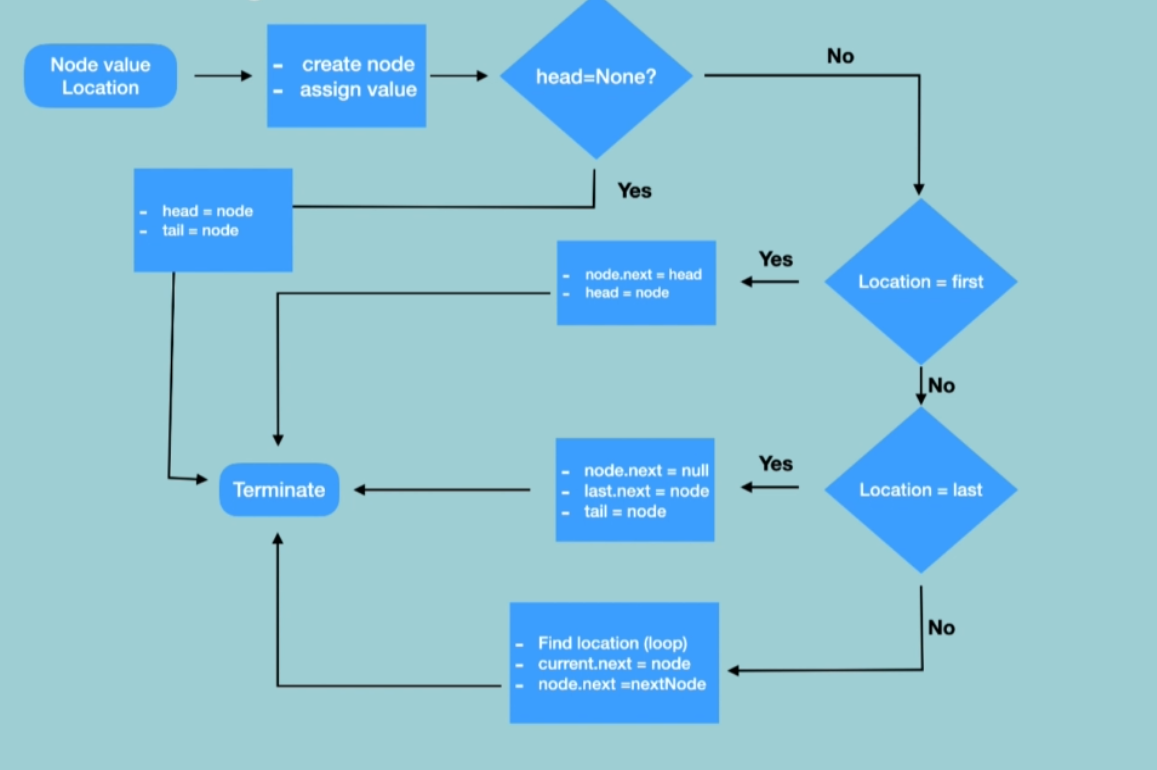 Node value
Location
- create node
- assign value
head=None?
No
Yes
- head = node
- tail = node
Location = first
Yes
- node.next = head
- head = node
No
Location = last
Yes
- node.next = null
- last.next = node
- tail = node
Terminate
No
- Find location (loop)
- current.next = node
- node.next =nextNode